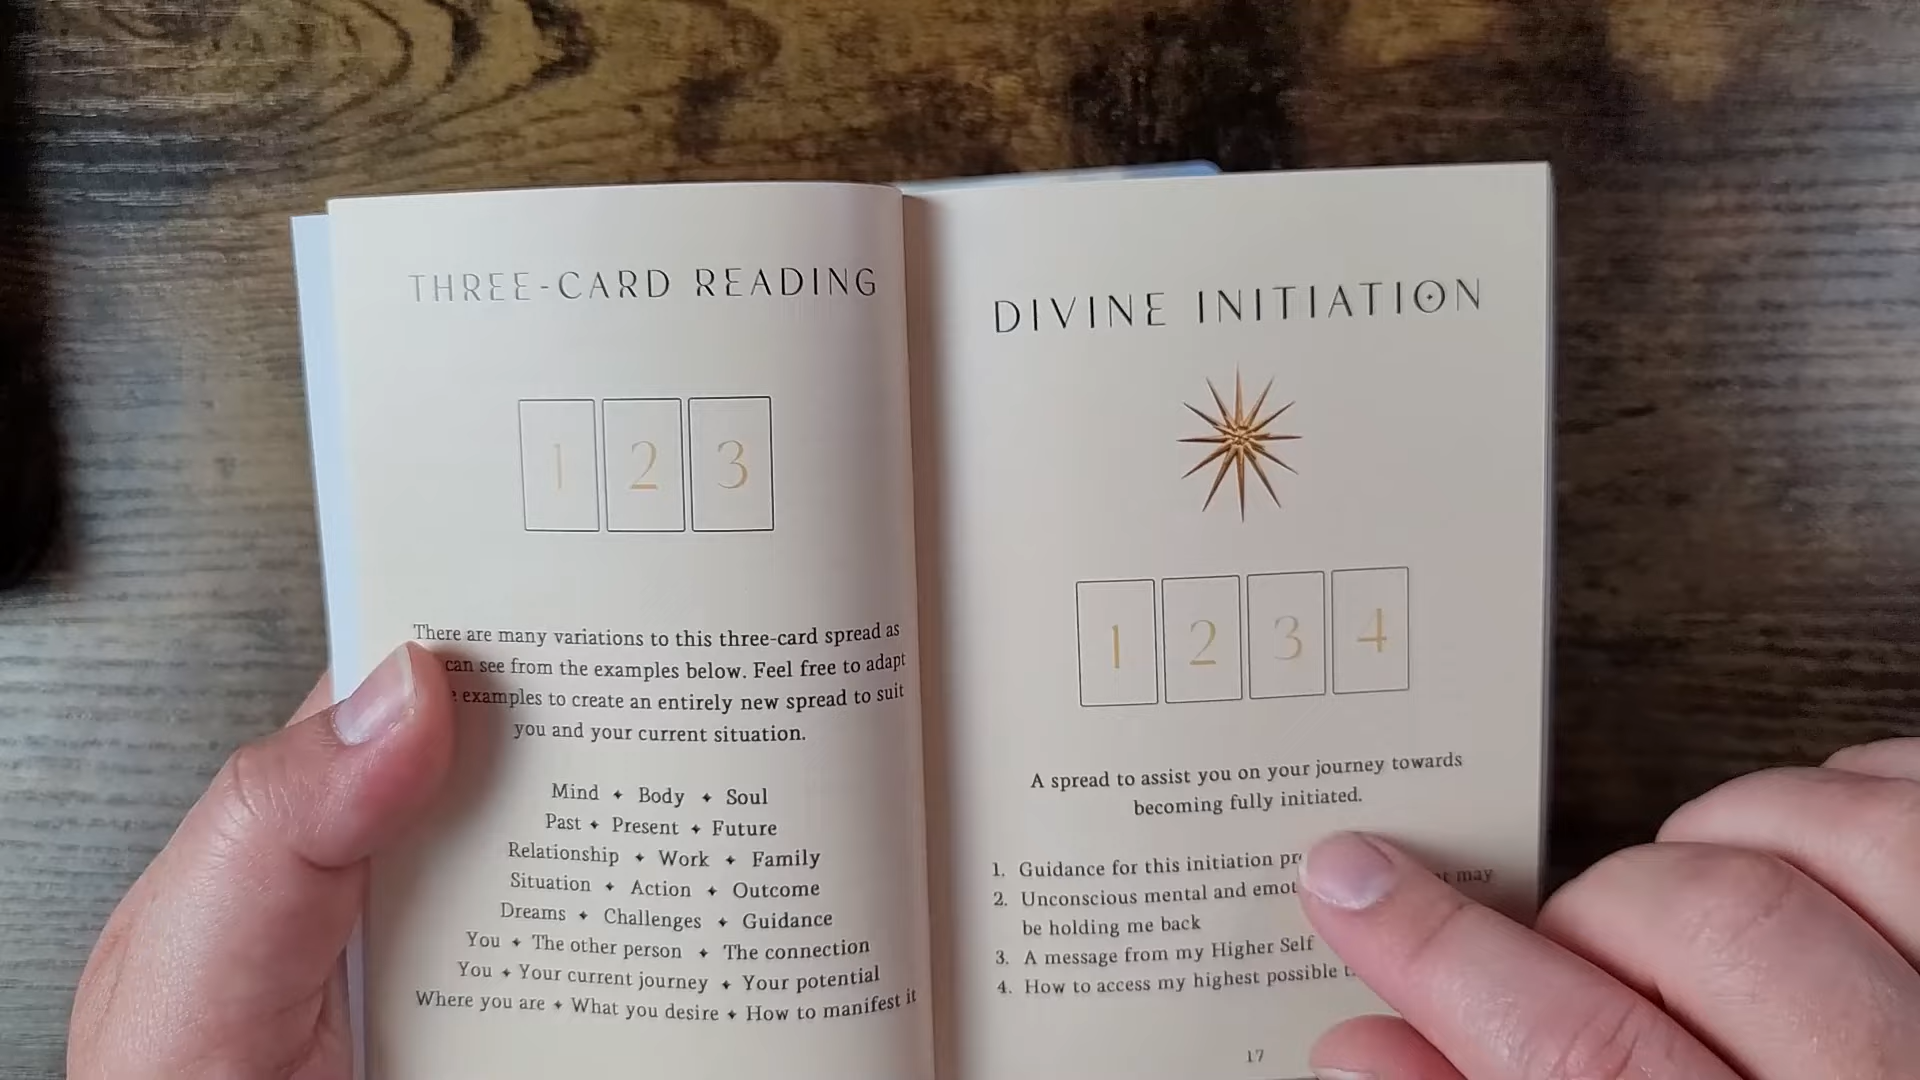 THREE-CARD READING
1 2 3
There are many variations to this three-card spread as
can see from the examples below. Feel free to adapt
examples to create an entirely new spread to suit
you and your current situation.
Mind ✦ Body ✦ Soul
Past ✦ Present ✦ Future
Relationship ✦ Work ✦ Family
Situation ✦ Action ✦ Outcome
Dreams ✦ Challenges ✦ Guidance
You ✦ The other person ✦ The connection
You ✦ Your current journey ✦ Your potential
Where you are ✦ What you desire ✦ How to manifest it
DIVINE INITIATION
1 2 3 4
A spread to assist you on your journey towards
becoming fully initiated.
1. Guidance for this initiation
2. Unconscious mental and may
be holding me back
3. A message from my Higher Self
4. How to access my highest possible
17